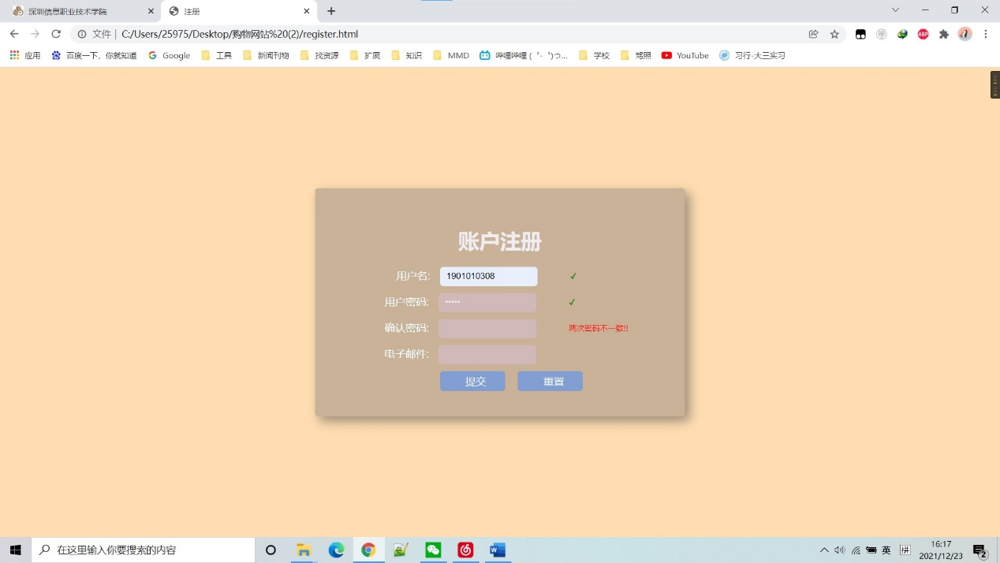 深圳信息职业技术学院
注册
文件 | C:/Users/25975/Desktop/购物网站%20(2)/register.html
ABP
应用 百度一下,你就知道 Google 工具 新闻刊物 找资源 扩展 知识 MMD 哔哩哔哩 ( ゜- ゜)つ... 学校 驾照 YouTube 习行-大三实习
账户注册
用户名: 1901010308 ✓
用户密码: ••••• ✓
确认密码: 两次密码不一致!!
电子邮件:
提交 重置
在这里输入你要搜索的内容
英 拼 16:17
2021/12/23 2